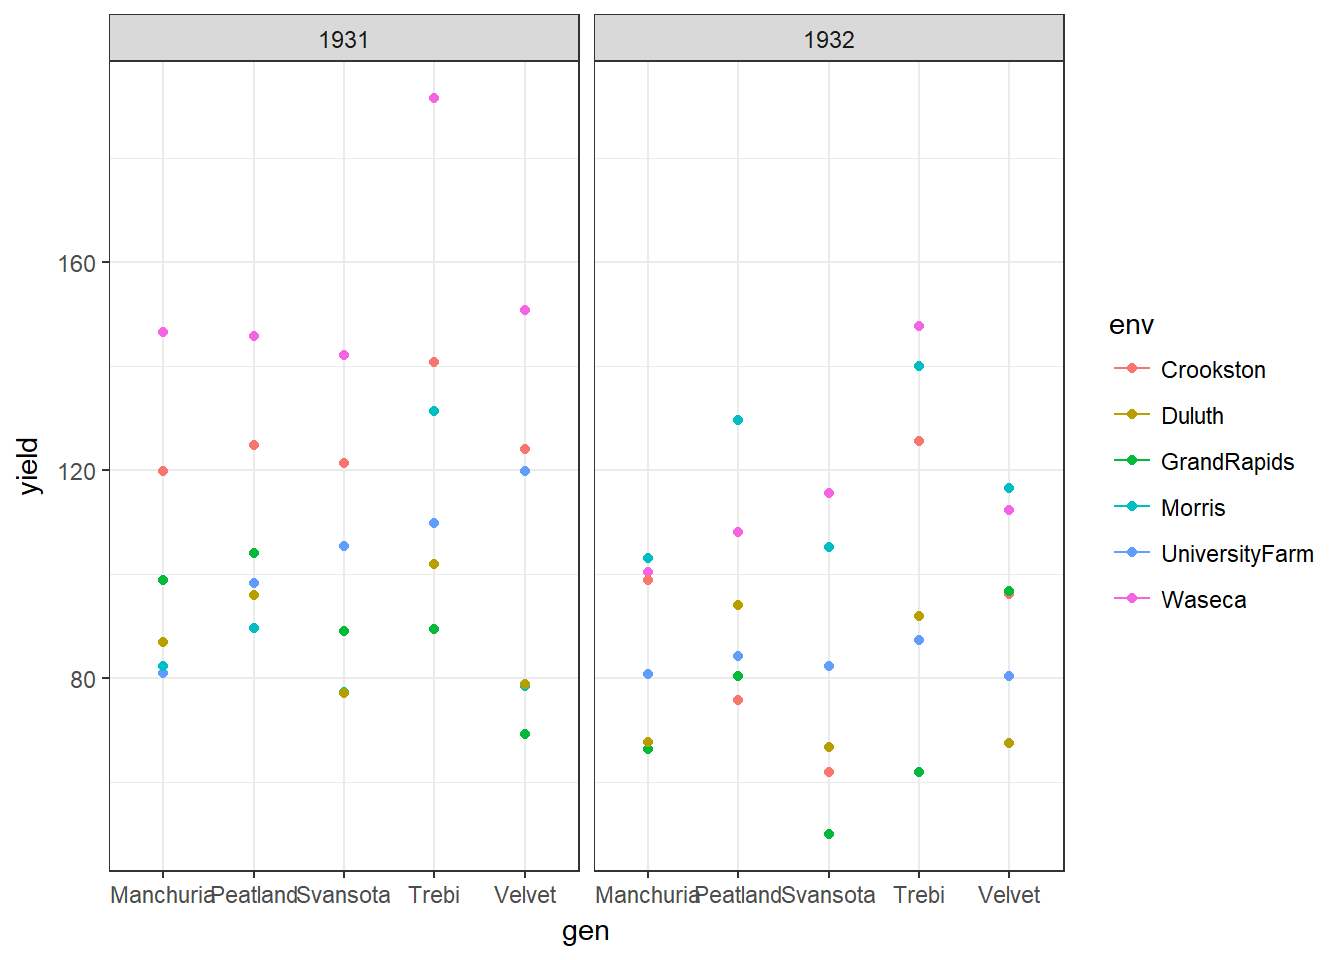 1931 1932
yield
160
120
80
Manchuria Peatland Svansota Trebi Velvet Manchuria Peatland Svansota Trebi Velvet
gen
env
Crookston
Duluth
GrandRapids
Morris
UniversityFarm
Waseca